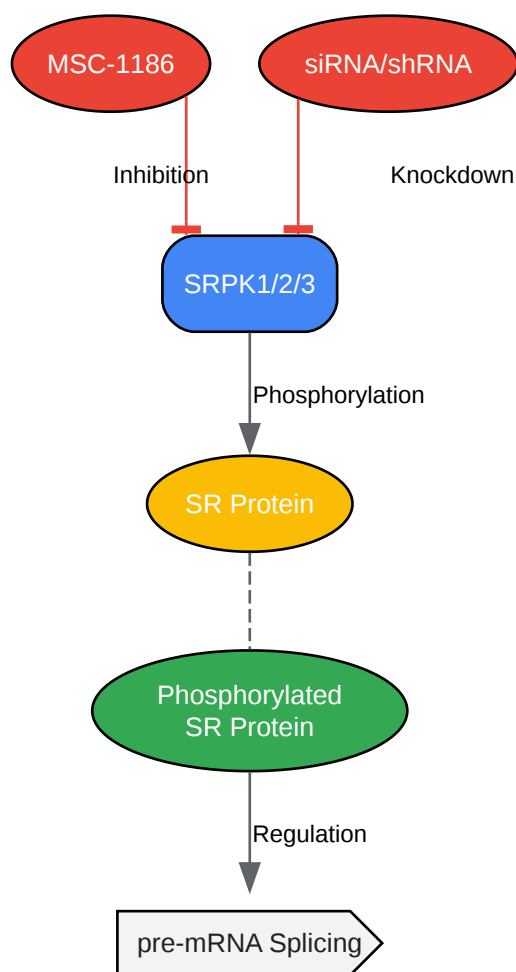 MSC-1186
siRNA/shRNA
Inhibition
Knockdown
SRPK1/2/3
Phosphorylation
SR Protein
Phosphorylated
SR Protein
Regulation
pre-mRNA Splicing